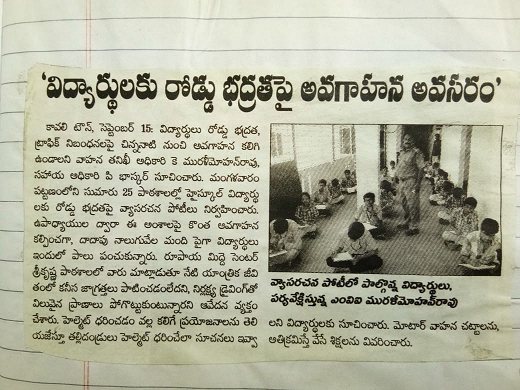 ‘విద్యార్థులకు రోడ్డు భద్రతపై అవగాహన అవసరం’
కావలి టౌన్, సెప్టెంబర్ 15: విద్యార్థులు రోడ్డు భద్రత,
ట్రాఫిక్ నిబంధనలపై చిన్ననాటి నుంచి అవగాహన కలిగి
ఉండాలని వాహన తనిఖీ అధికారి కె మురళీమోహన్‌రావు,
సహాయ అధికారి పి భాస్కర్ సూచించారు. మంగళవారం
పట్టణంలోని సుమారు 25 పాఠశాలల్లో హైస్కూల్ విద్యార్థు
లకు రోడ్డు భద్రతపై వ్యాసరచన పోటీలు నిర్వహించారు.
ఉపాధ్యాయుల ద్వారా ఈ అంశాలపై కొంత అవగాహన
కల్పించగా, దాదాపు నాలుగువేల మంది పైగా విద్యార్థులు
ఇందులో పాలు పంచుకున్నారు. రూపాయ మిద్దె సెంటర్
శ్రీకృష్ణ పాఠశాలలో వారు మాట్లాడుతూ నేటి యాంత్రిక జీవి
తంలో కనీస జాగ్రత్తలు పాటించకపోవడంలేదని, నిర్లక్ష్య డ్రైవింగ్‌తో
విలువైన ప్రాణాలు పోగొట్టుకుంటున్నారని ఆవేదన వ్యక్తం
చేశారు. హెల్మెట్ ధరించడం వల్ల కలిగే ప్రయోజనాలను తెలి
యజేస్తూ తల్లిదండ్రులు హెల్మెట్ ధరించేలా సూచనలు ఇవ్వా
వ్యాసరచన పోటీలో పాల్గొన్న విద్యార్థులు,
పర్యవేక్షిస్తున్న ఎంవిఐ మురళీమోహన్‌రావు
లని విద్యార్థులకు సూచించారు. మోటార్ వాహన చట్టాలను,
అతిక్రమిస్తే వేసే శిక్షలను వివరించారు.